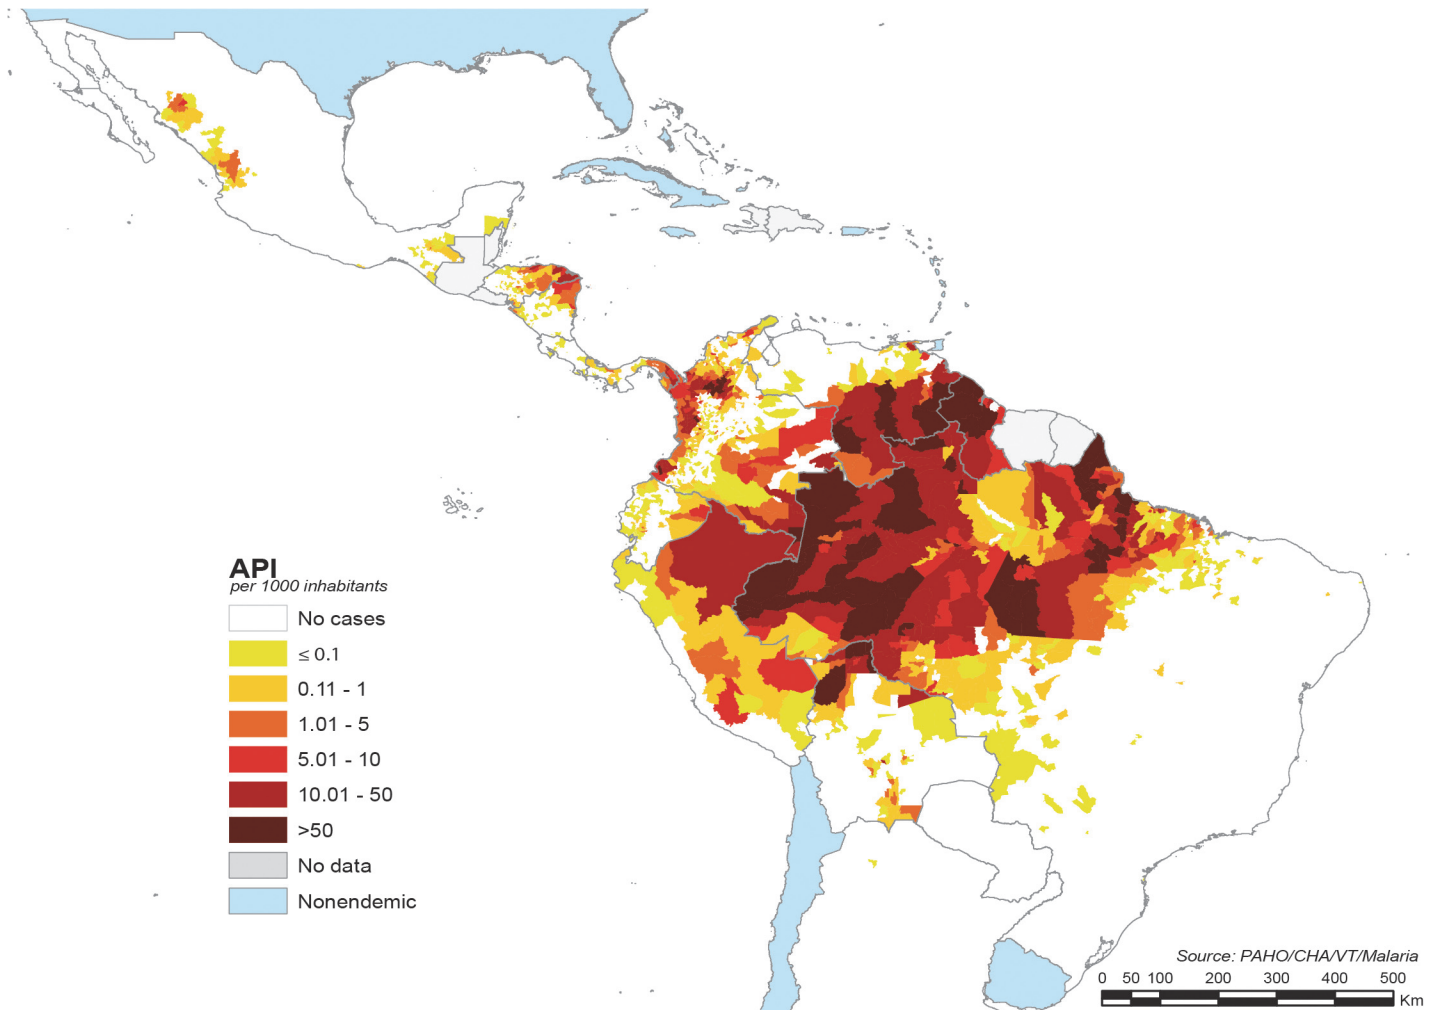 API
per 1000 inhabitants
No cases
≤ 0.1
0.11 - 1
1.01 - 5
5.01 - 10
10.01 - 50
>50
No data
Nonendemic
Source: PAHO/CHA/VT/Malaria
0 50 100 200 300 400 500
Km